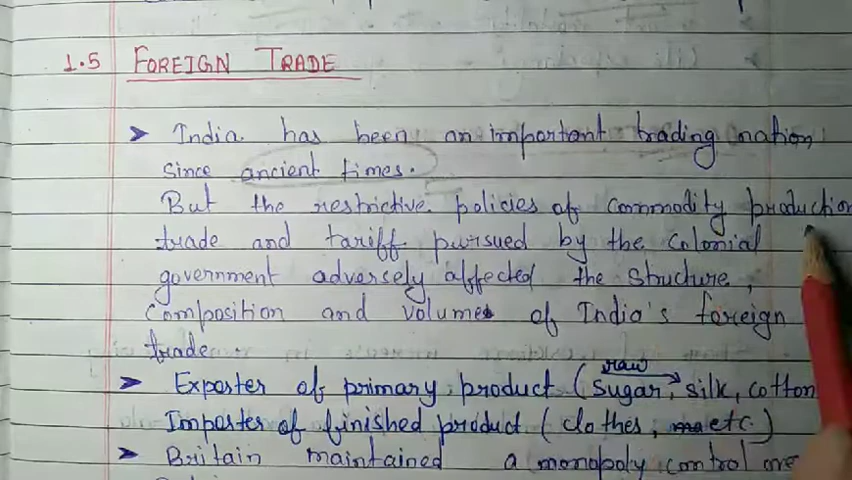 1.5 FOREIGN TRADE
➤ India has been an important trading nation
since ancient times.
But the restrictive policies of commodity production
trade and tariff pursued by the colonial
government adversely affected the structure,
composition and volume of India's foreign
trade.
raw
➤ Exporter of primary product (Sugar, silk, cotton
Importer of finished product (clothes, etc.)
➤ Britain maintained a monopoly control over